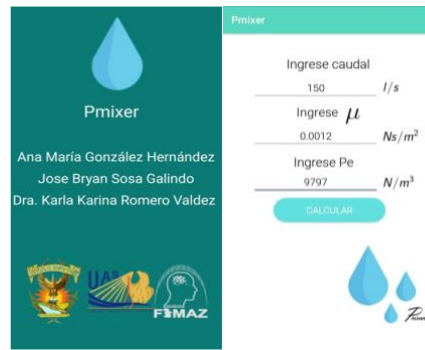 Pmixer
Ana María González Hernández
Jose Bryan Sosa Galindo
Dra. Karla Karina Romero Valdez
UAS
FIMAZ
Pmixer
Ingrese caudal
150 l/s
Ingrese μ
0.0012 Ns/m²
Ingrese Pe
9797 N/m³
CALCULAR